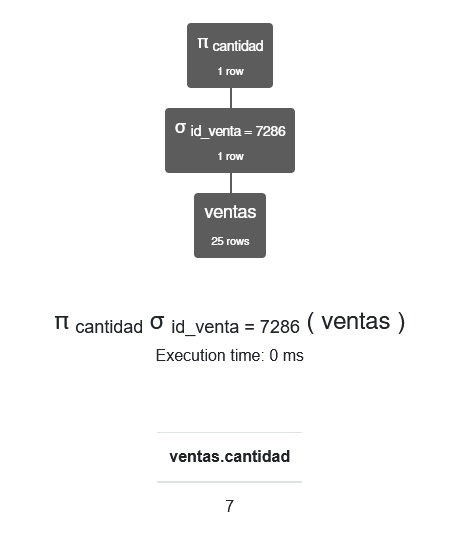 π cantidad
1 row
σ id_venta = 7286
1 row
ventas
25 rows
π cantidad σ id_venta = 7286 ( ventas )
Execution time: 0 ms
ventas.cantidad
7